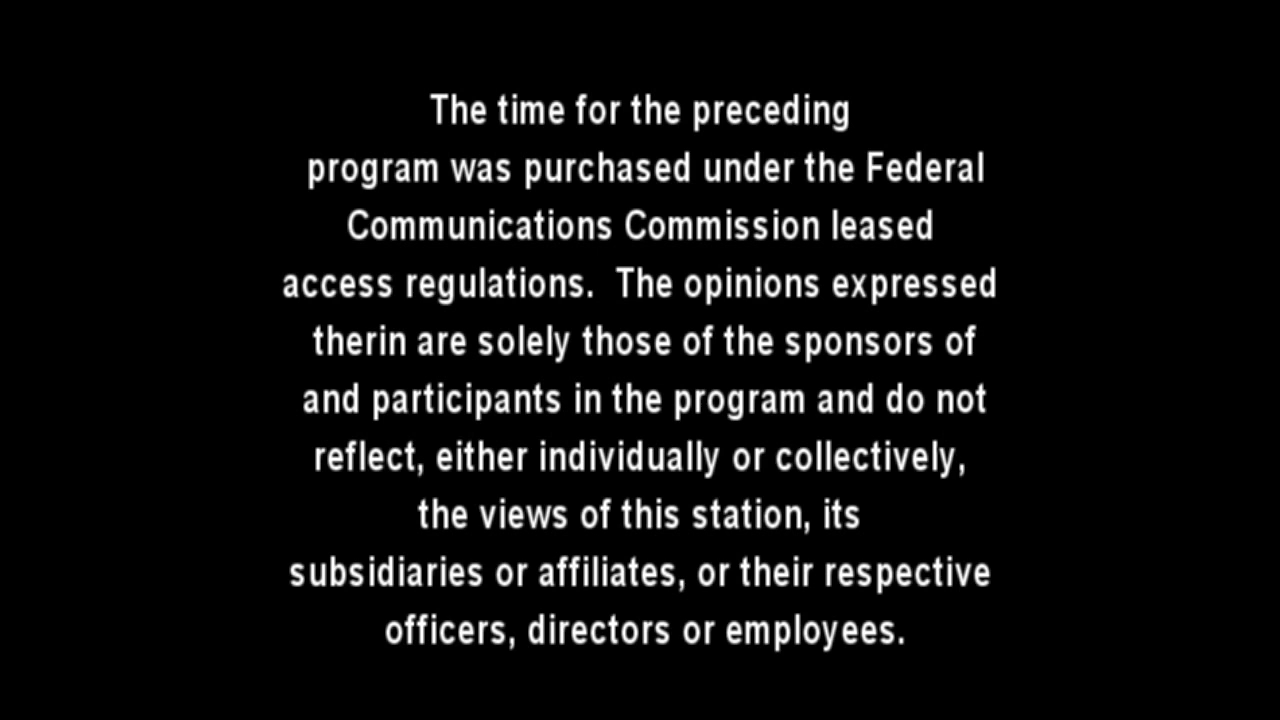 The time for the preceding
program was purchased under the Federal
Communications Commission leased
access regulations.  The opinions expressed
therin are solely those of the sponsors of
and participants in the program and do not
reflect, either individually or collectively,
the views of this station, its
subsidiaries or affiliates, or their respective
officers, directors or employees.